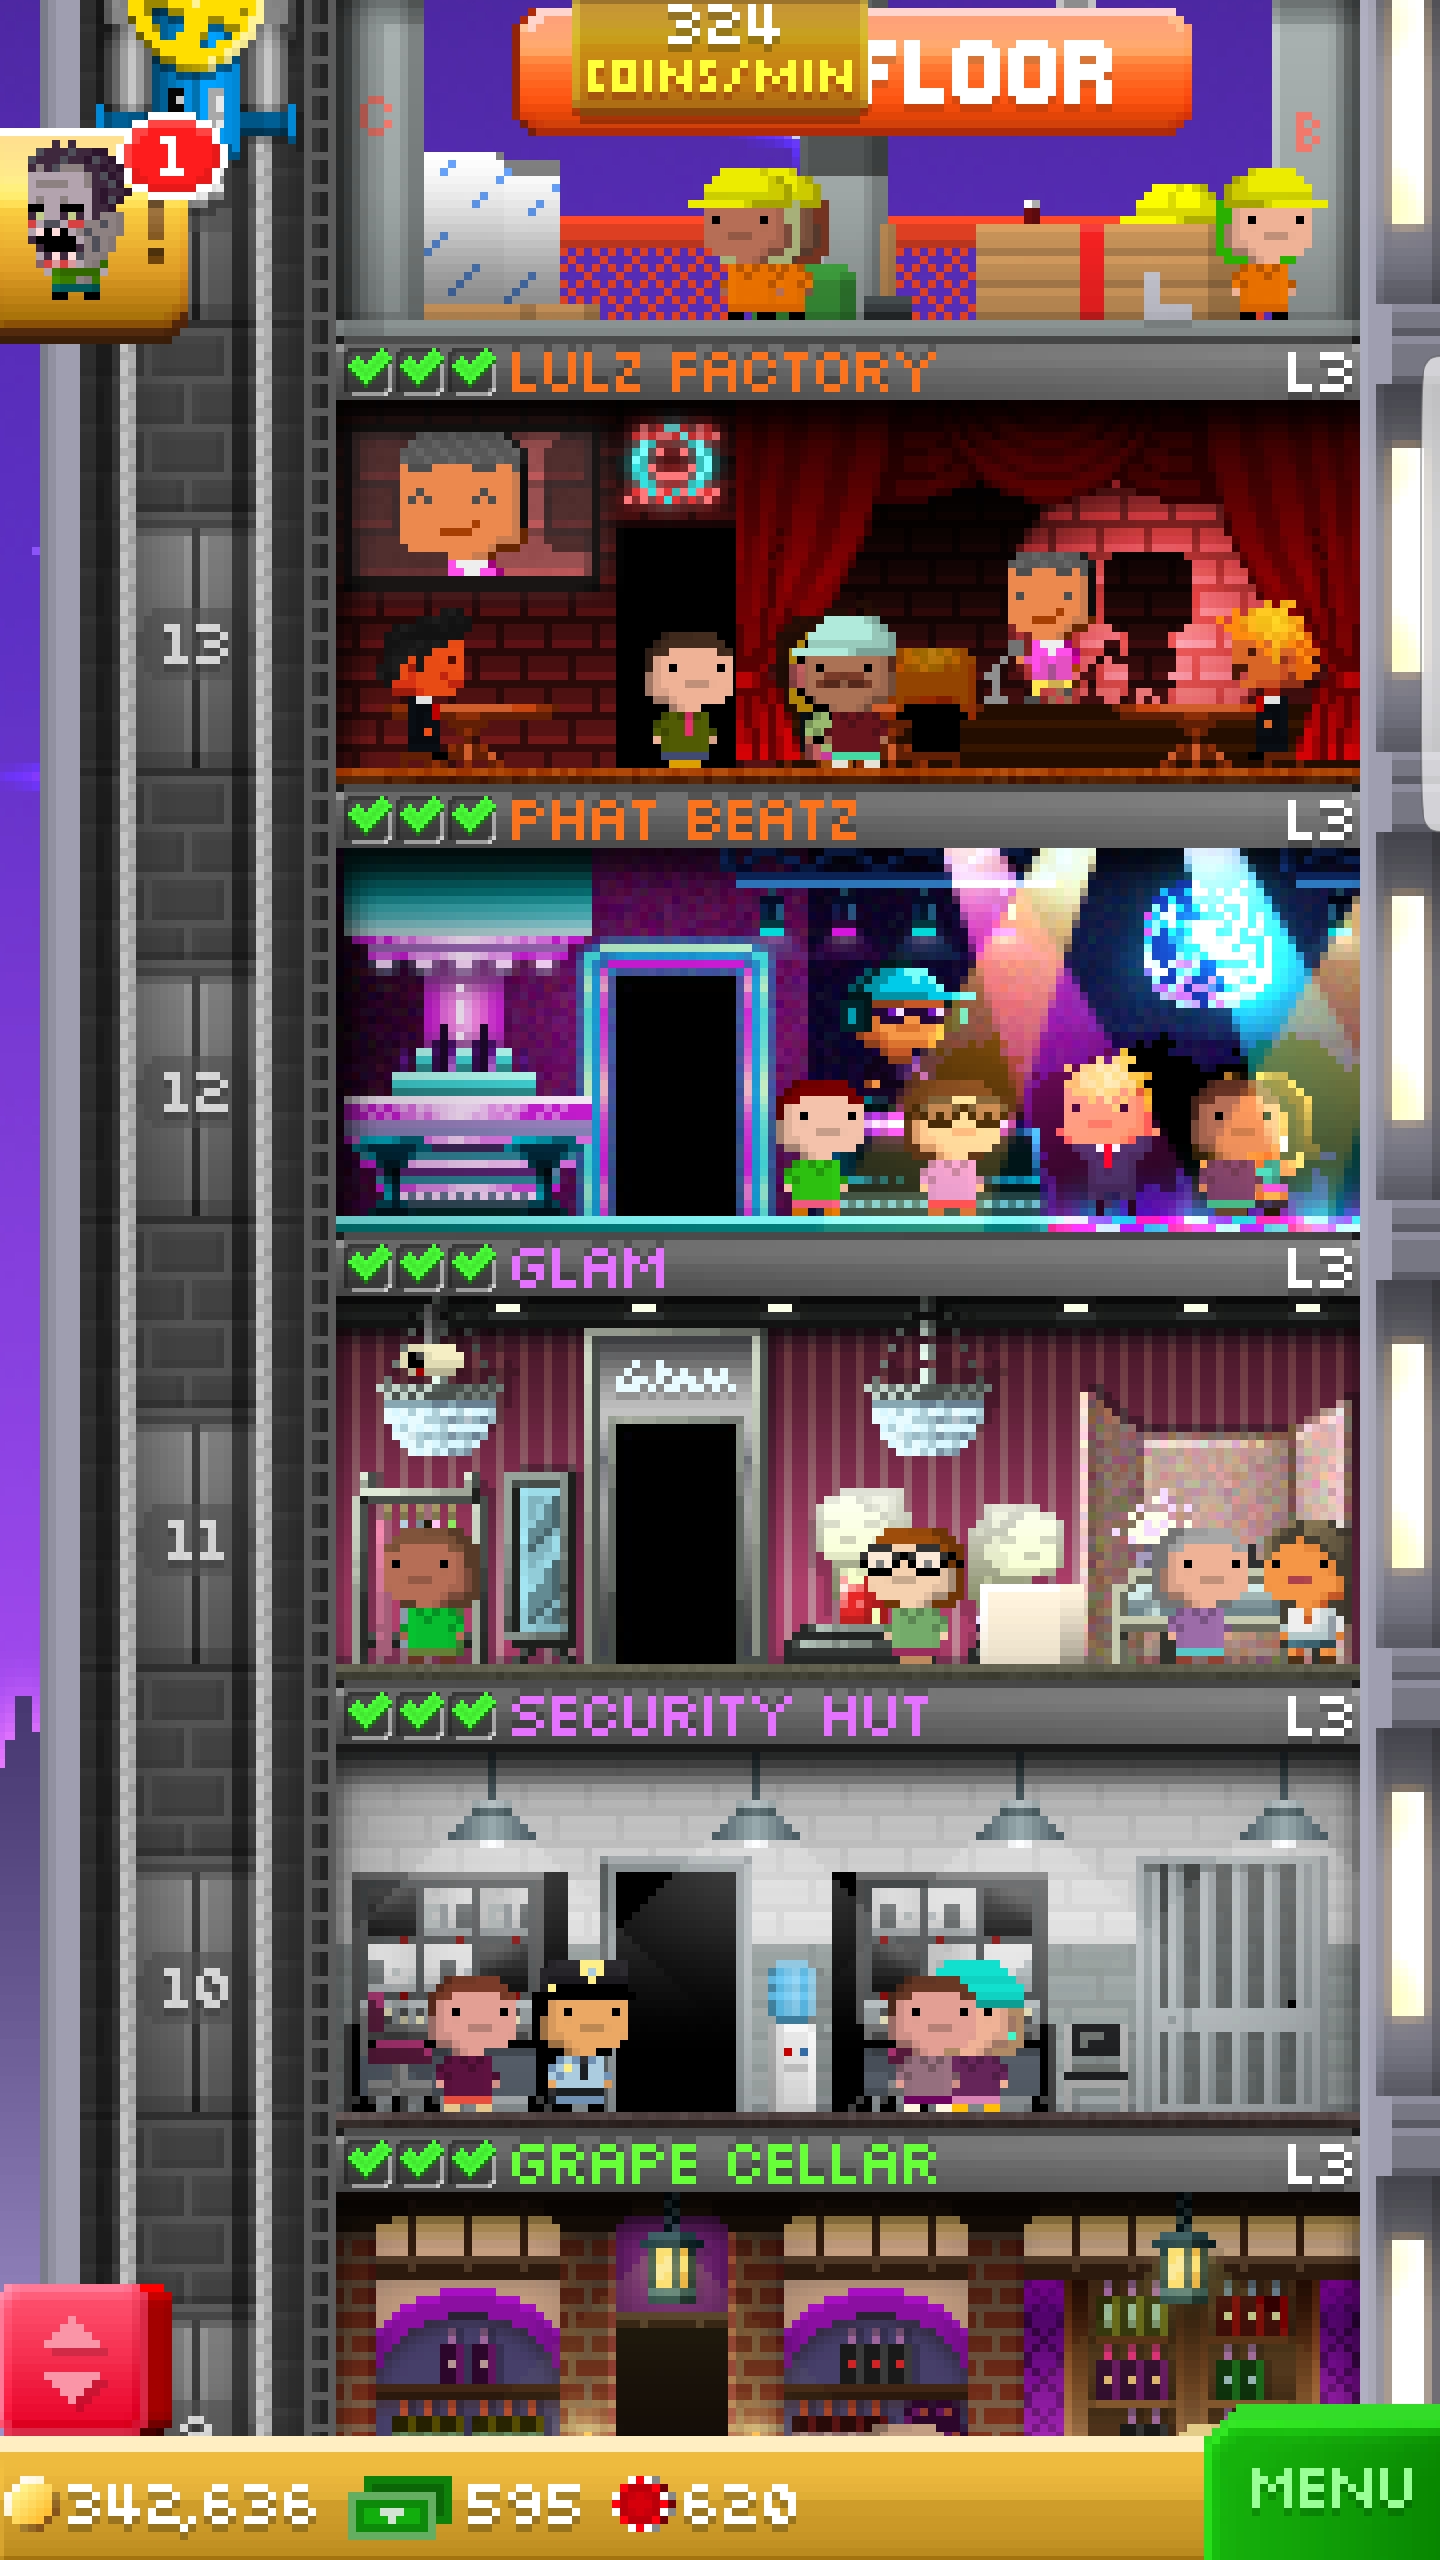 324
COINS/MIN
FLOOR
C
B
1
!
LULZ FACTORY
L3
13
PHAT BEATZ
L3
12
GLAM
L3
Glam
11
SECURITY HUT
L3
10
GRAPE CELLAR
L3
9
342,636
595
620
MENU